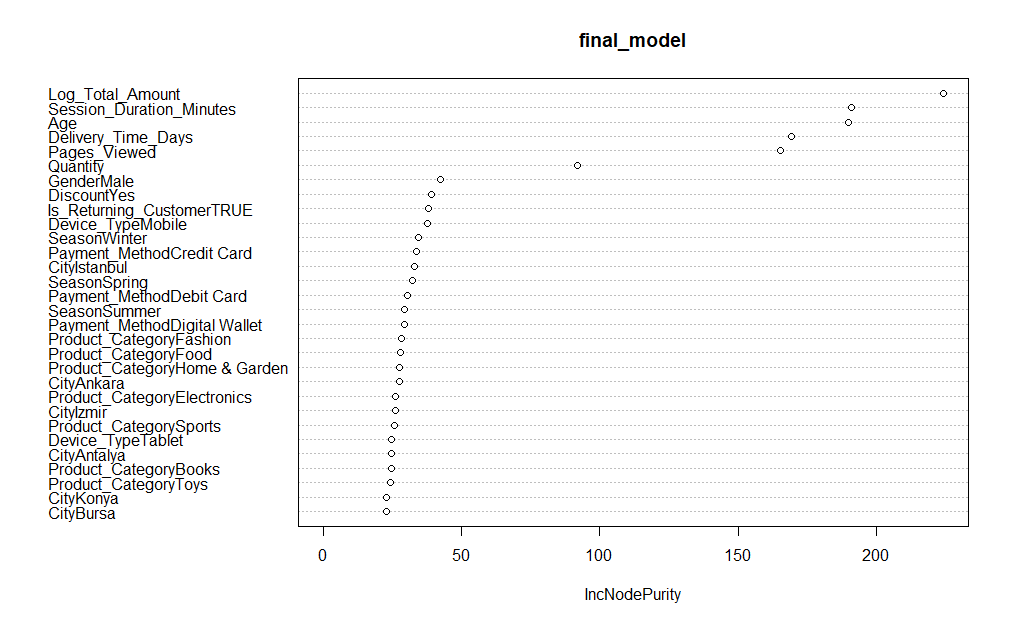 final_model
Log_Total_Amount
Session_Duration_Minutes
Age
Delivery_Time_Days
Pages_Viewed
Quantity
GenderMale
DiscountYes
Is_Returning_CustomerTRUE
Device_TypeMobile
SeasonWinter
Payment_MethodCredit Card
CityIstanbul
SeasonSpring
Payment_MethodDebit Card
SeasonSummer
Payment_MethodDigital Wallet
Product_CategoryFashion
Product_CategoryFood
Product_CategoryHome & Garden
CityAnkara
Product_CategoryElectronics
CityIzmir
Product_CategorySports
Device_TypeTablet
CityAntalya
Product_CategoryBooks
Product_CategoryToys
CityKonya
CityBursa
0 50 100 150 200
IncNodePurity